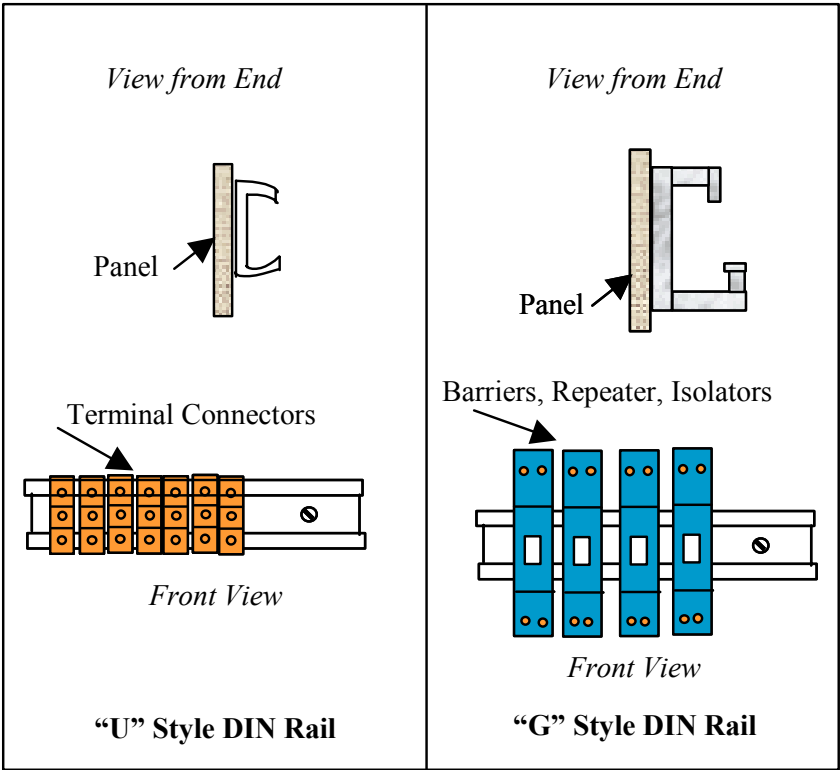 View from End
Panel
Terminal Connectors
Front View
“U” Style DIN Rail
View from End
Panel
Barriers, Repeater, Isolators
Front View
“G” Style DIN Rail